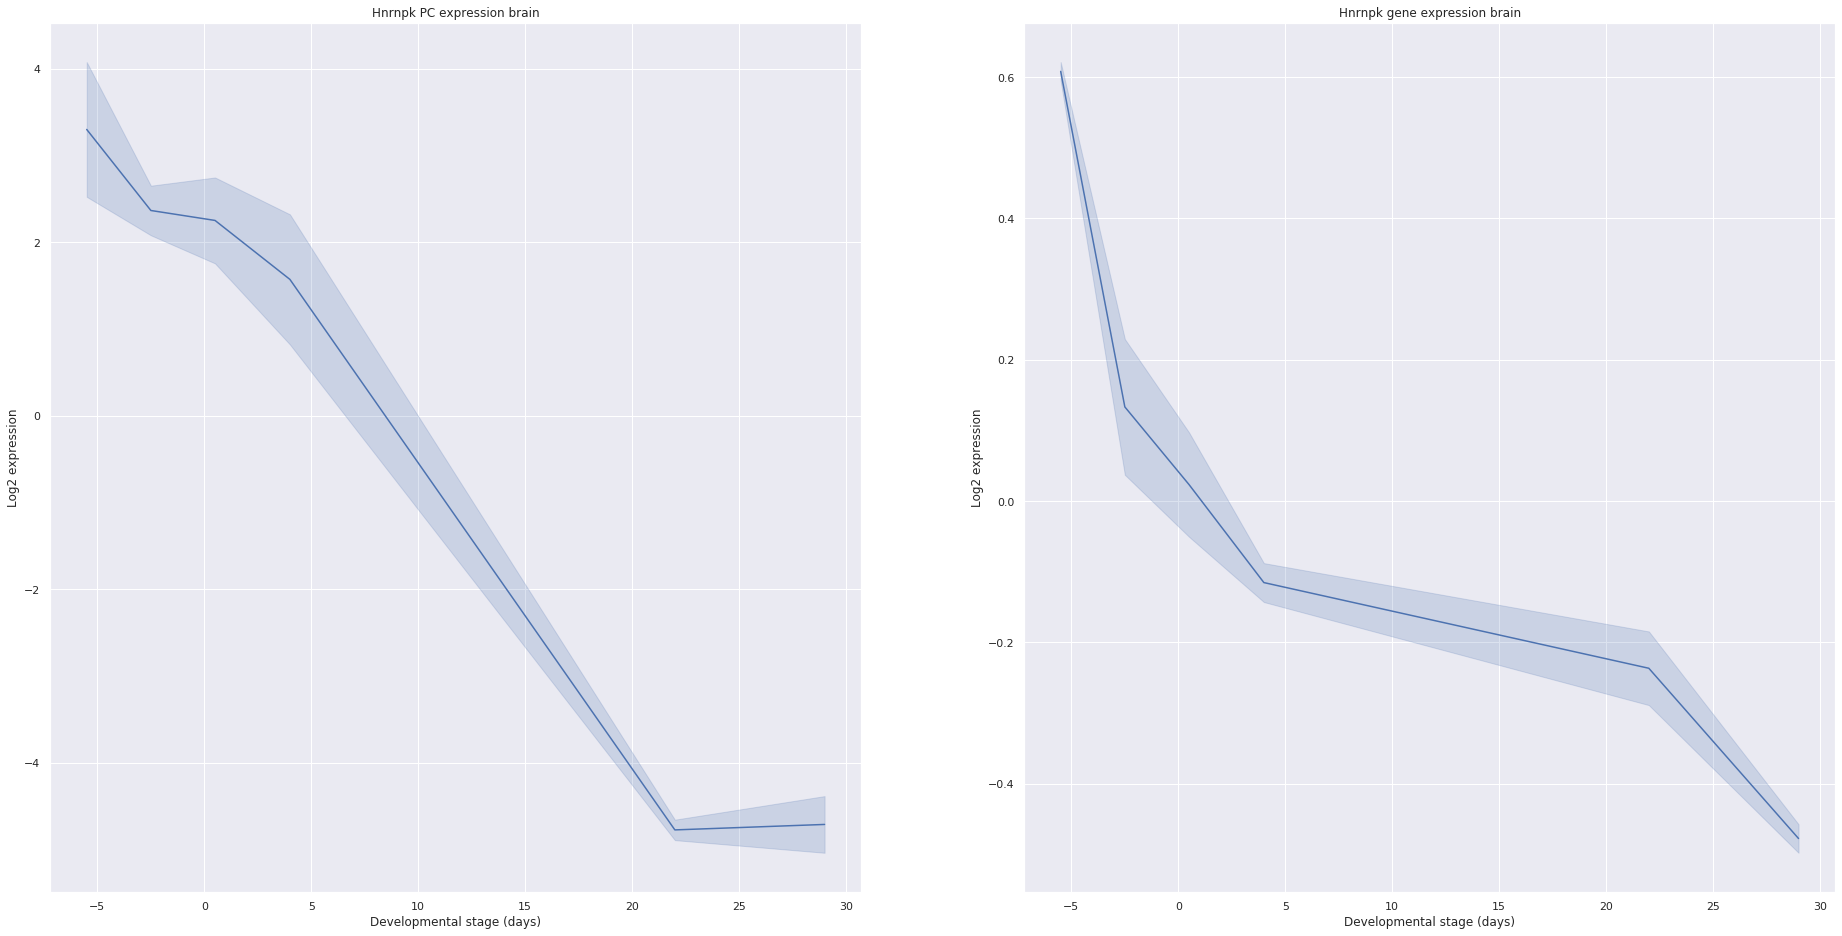 Hnrnpk PC expression brain
4
2
0
−2
−4
Log2 expression
−5 0 5 10 15 20 25 30
Developmental stage (days)
Hnrnpk gene expression brain
0.6
0.4
0.2
0.0
−0.2
−0.4
Log2 expression
−5 0 5 10 15 20 25 30
Developmental stage (days)